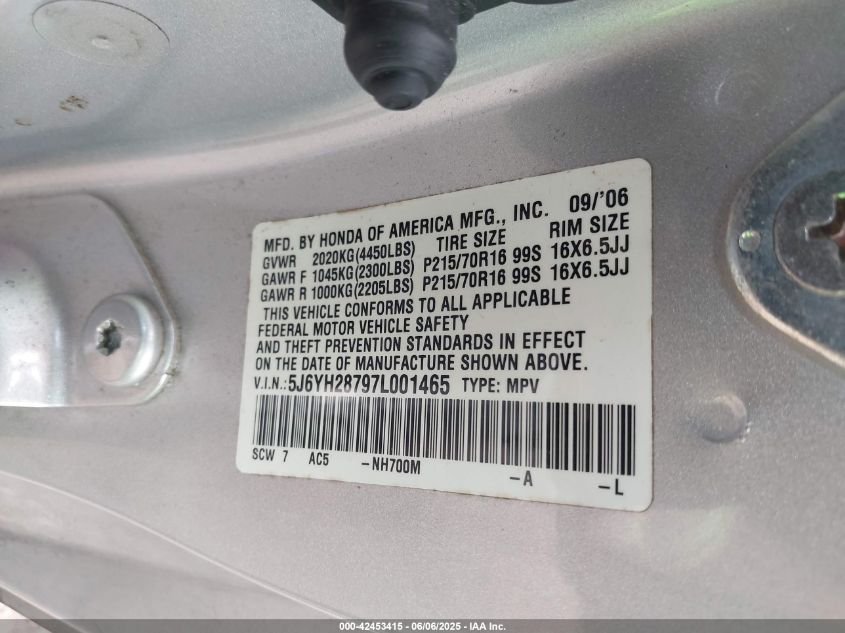 MFD. BY HONDA OF AMERICA MFG., INC. 09/'06
GVWR 2020KG(4450LBS) TIRE SIZE RIM SIZE
GAWR F 1045KG(2300LBS) P215/70R16 99S 16X6.5JJ
GAWR R 1000KG(2205LBS) P215/70R16 99S 16X6.5JJ
THIS VEHICLE CONFORMS TO ALL APPLICABLE
FEDERAL MOTOR VEHICLE SAFETY
AND THEFT PREVENTION STANDARDS IN EFFECT
ON THE DATE OF MANUFACTURE SHOWN ABOVE.
V.I.N.:5J6YH28797L001465 TYPE: MPV
SCW 7 AC5 -NH700M -A -L
000-42453415 - 06/06/2025 - IAA Inc.